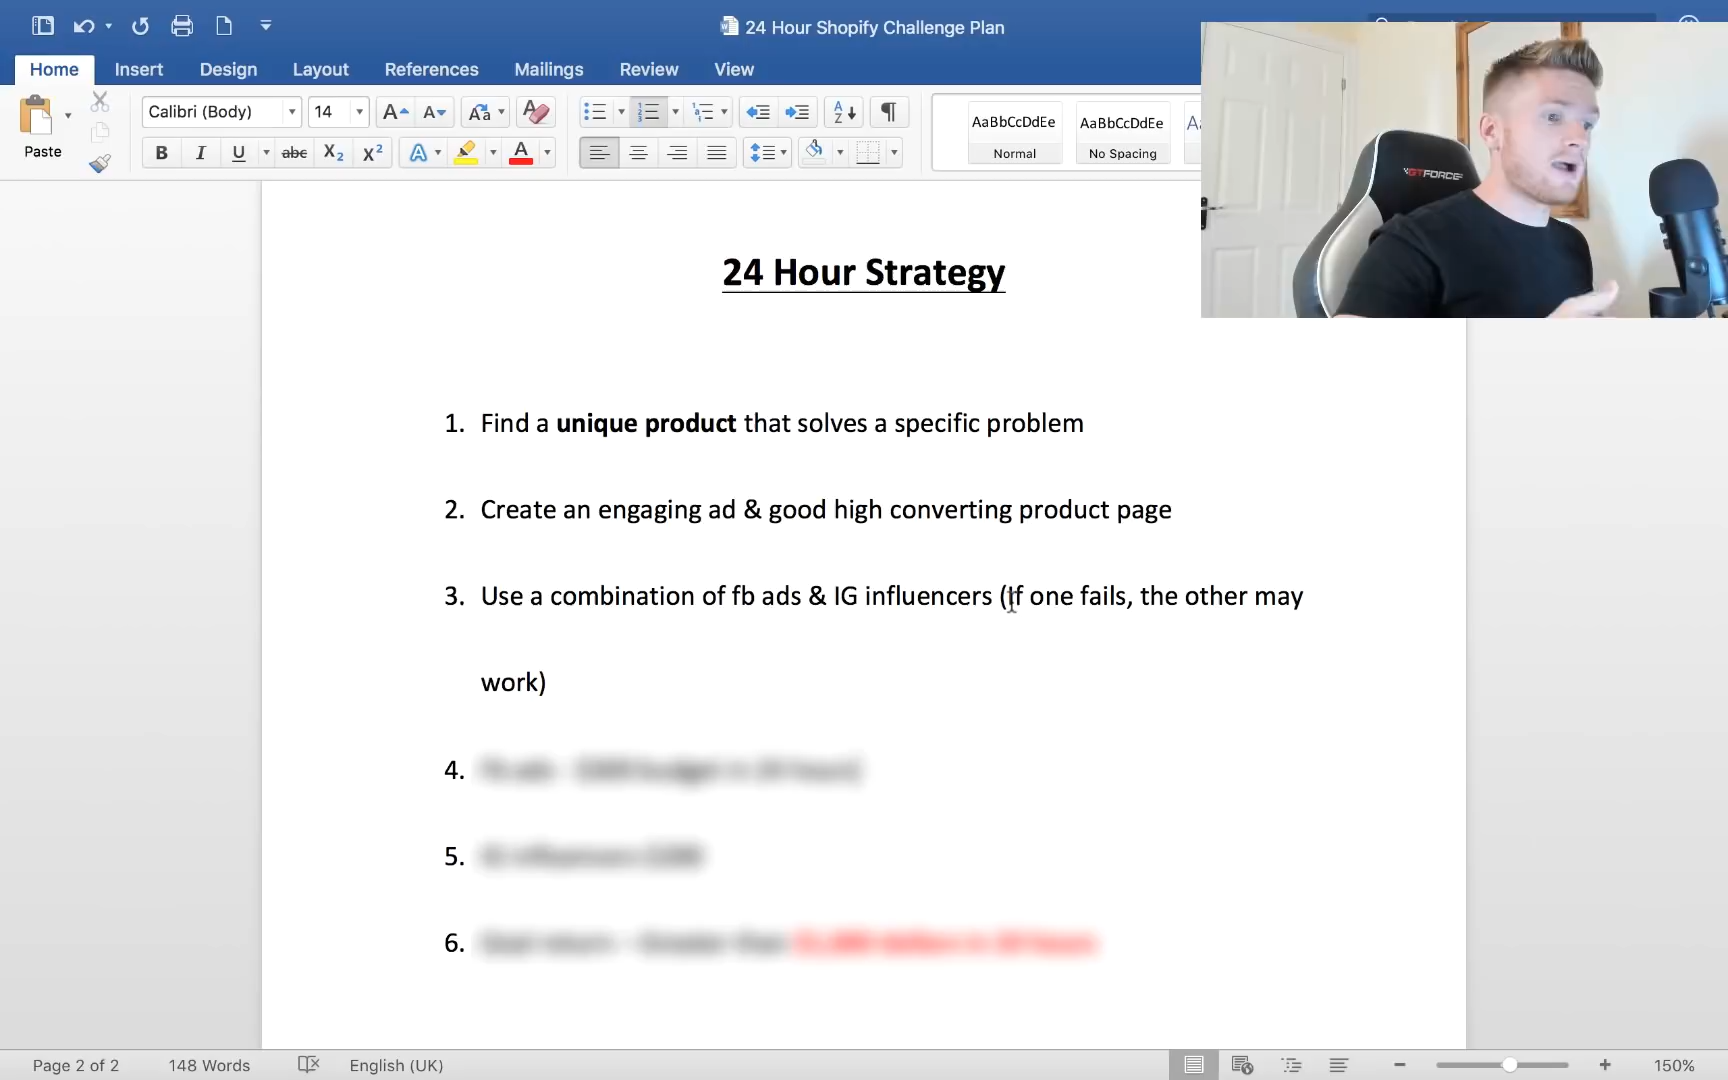 24 Hour Shopify Challenge Plan
Home Insert Design Layout References Mailings Review View
Paste
Calibri (Body) 14
AaBbCcDdEe AaBbCcDdEe
Normal No Spacing
GTFORCE
24 Hour Strategy
1. Find a unique product that solves a specific problem
2. Create an engaging ad & good high converting product page
3. Use a combination of fb ads & IG influencers (If one fails, the other may
work)
4.
5.
6.
Page 2 of 2 148 Words English (UK) 150%